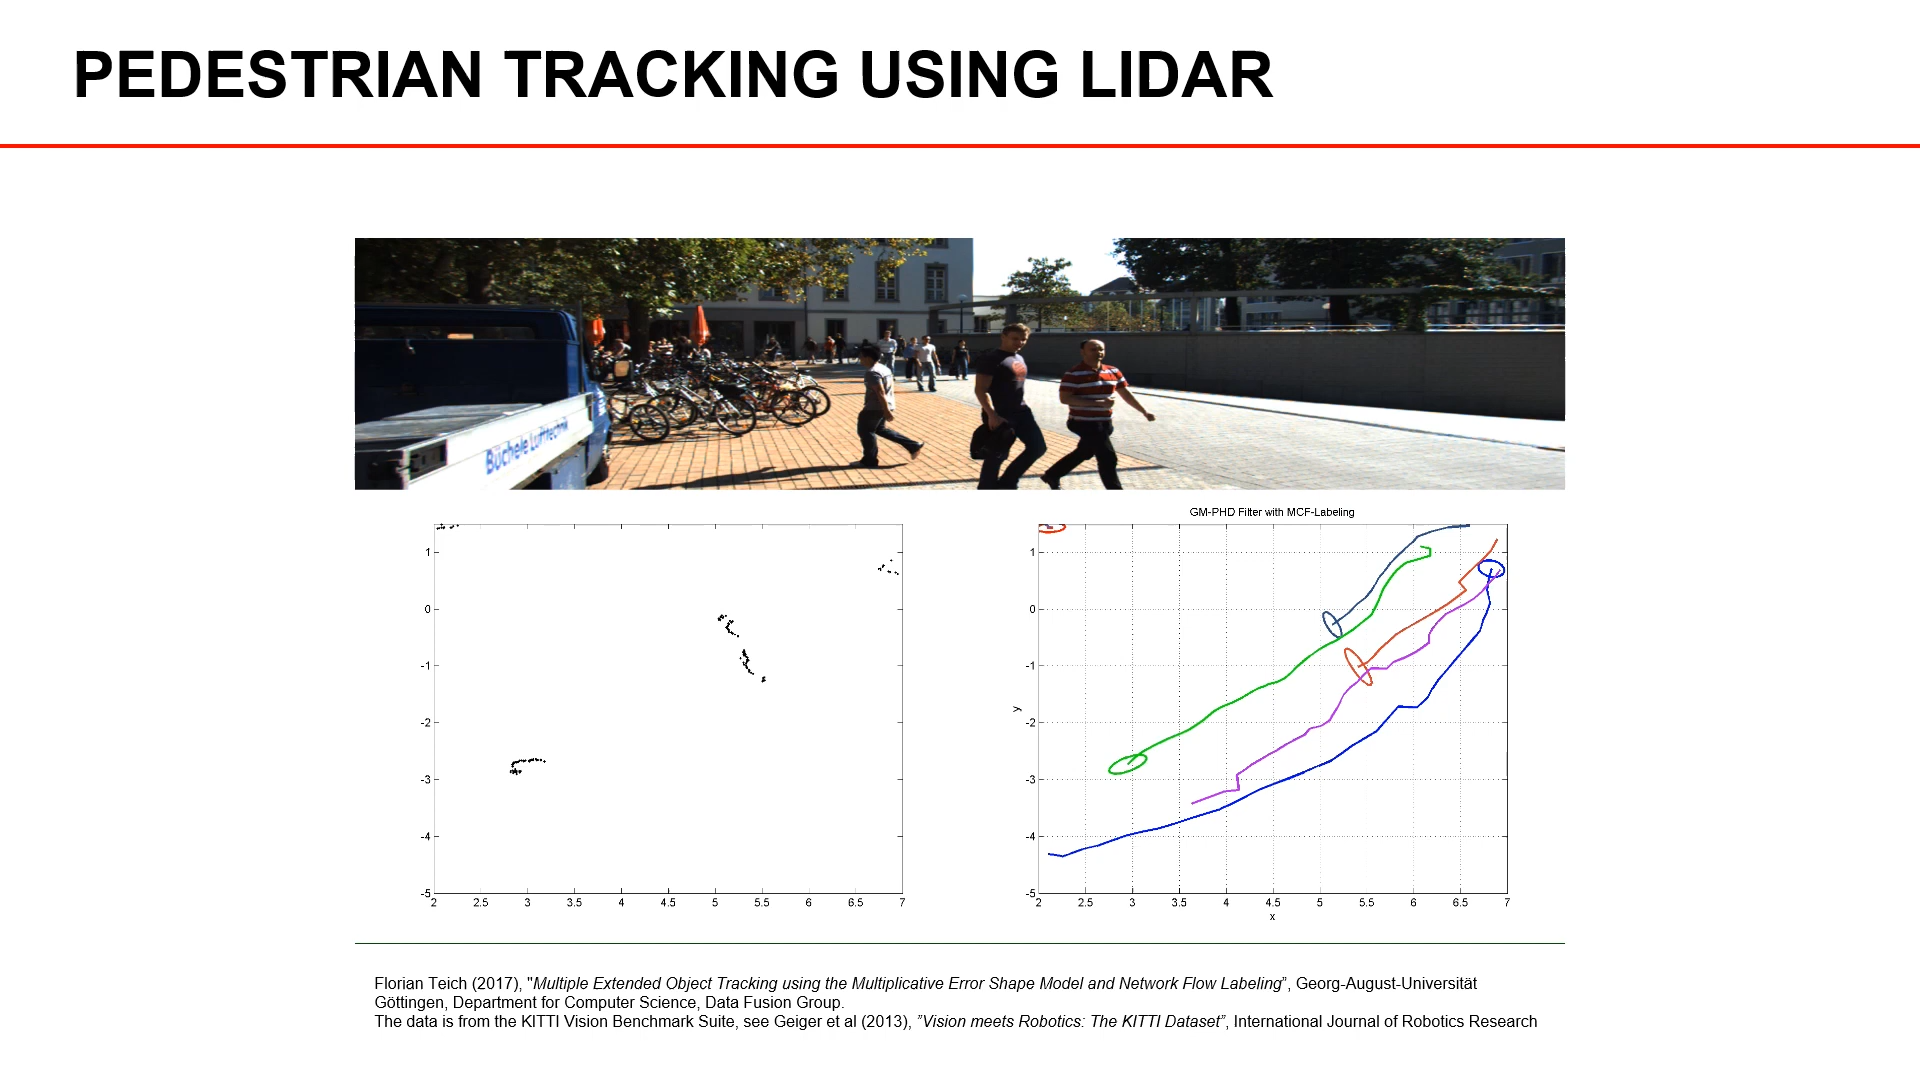 PEDESTRIAN TRACKING USING LIDAR
Büchele Lufttechnik
1
0
-1
-2
-3
-4
-5
2 2.5 3 3.5 4 4.5 5 5.5 6 6.5 7
GM-PHD Filter with MCF-Labeling
1
0
-1
y
-2
-3
-4
-5
2 2.5 3 3.5 4 4.5 5 5.5 6 6.5 7
x
Florian Teich (2017), "Multiple Extended Object Tracking using the Multiplicative Error Shape Model and Network Flow Labeling”, Georg-August-Universität
Göttingen, Department for Computer Science, Data Fusion Group.
The data is from the KITTI Vision Benchmark Suite, see Geiger et al (2013), ”Vision meets Robotics: The KITTI Dataset”, International Journal of Robotics Research